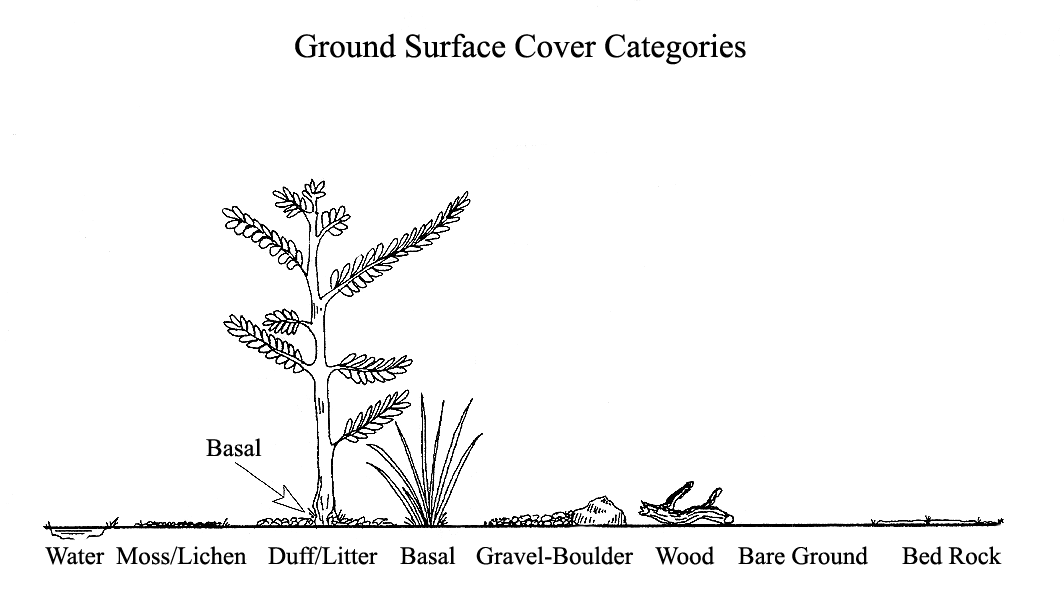 Ground Surface Cover Categories
Basal
Water Moss/Lichen Duff/Litter Basal Gravel-Boulder Wood Bare Ground Bed Rock